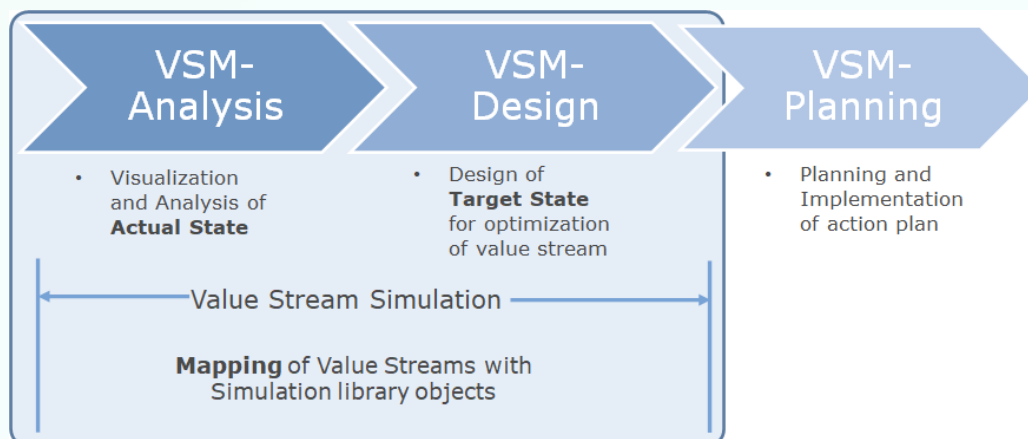 VSM-
Analysis
VSM-
Design
VSM-
Planning
• Visualization
and Analysis of
Actual State
• Design of
Target State
for optimization
of value stream
• Planning and
Implementation
of action plan
Value Stream Simulation
Mapping of Value Streams with
Simulation library objects